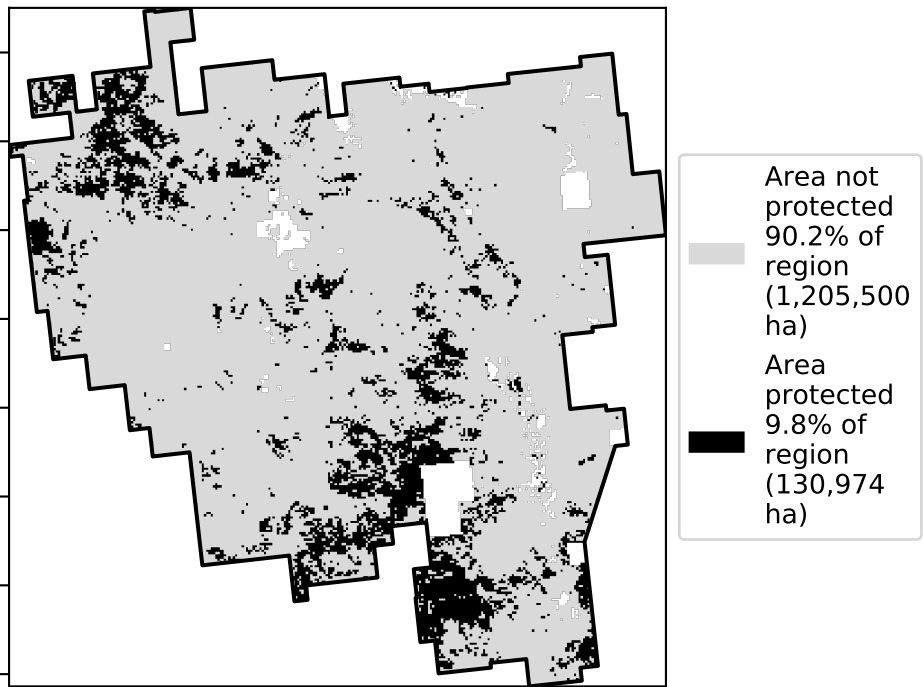 Area not
protected
90.2% of
region
(1,205,500
ha)
Area
protected
9.8% of
region
(130,974
ha)